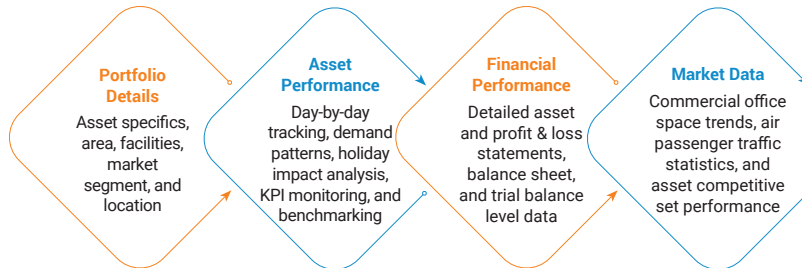 Portfolio
Details
Asset specifics,
area, facilities,
market
segment, and
location
Asset
Performance
Day-by-day
tracking, demand
patterns, holiday
impact analysis,
KPI monitoring, and
benchmarking
Financial
Performance
Detailed asset
and profit & loss
statements,
balance sheet,
and trial balance
level data
Market Data
Commercial office
space trends, air
passenger traffic
statistics, and
asset competitive
set performance